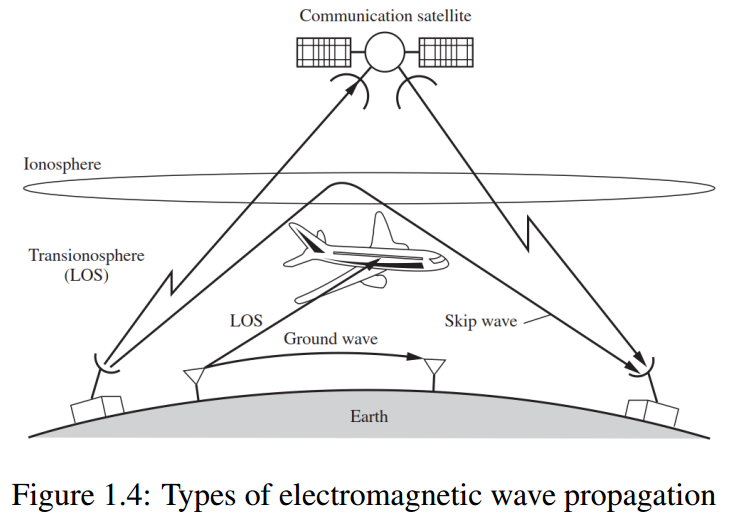 Communication satellite
Ionosphere
Transionosphere
(LOS)
LOS
Skip wave
Ground wave
Earth
Figure 1.4: Types of electromagnetic wave propagation